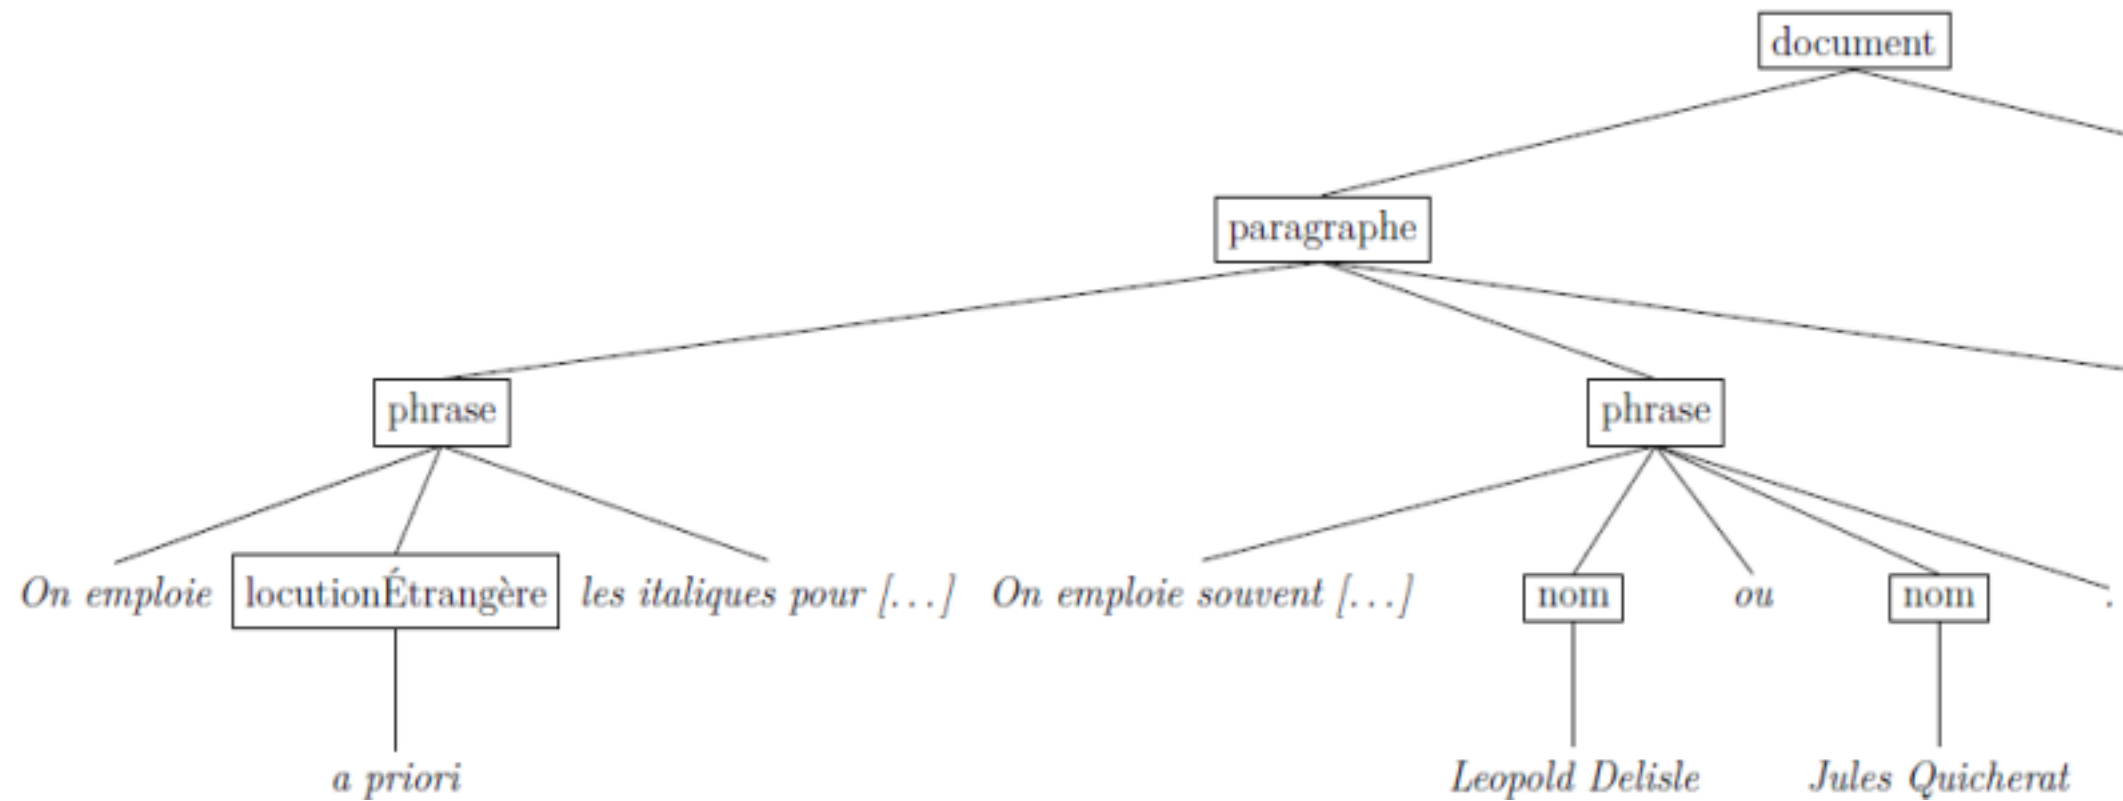 document
paragraphe
phrase phrase
On emploie locutionÉtrangère les italiques pour [...] On emploie souvent [...] nom ou nom .
a priori Leopold Delisle Jules Quicherat